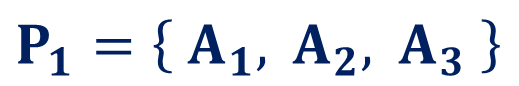 P₁ = { A₁, A₂, A₃ }